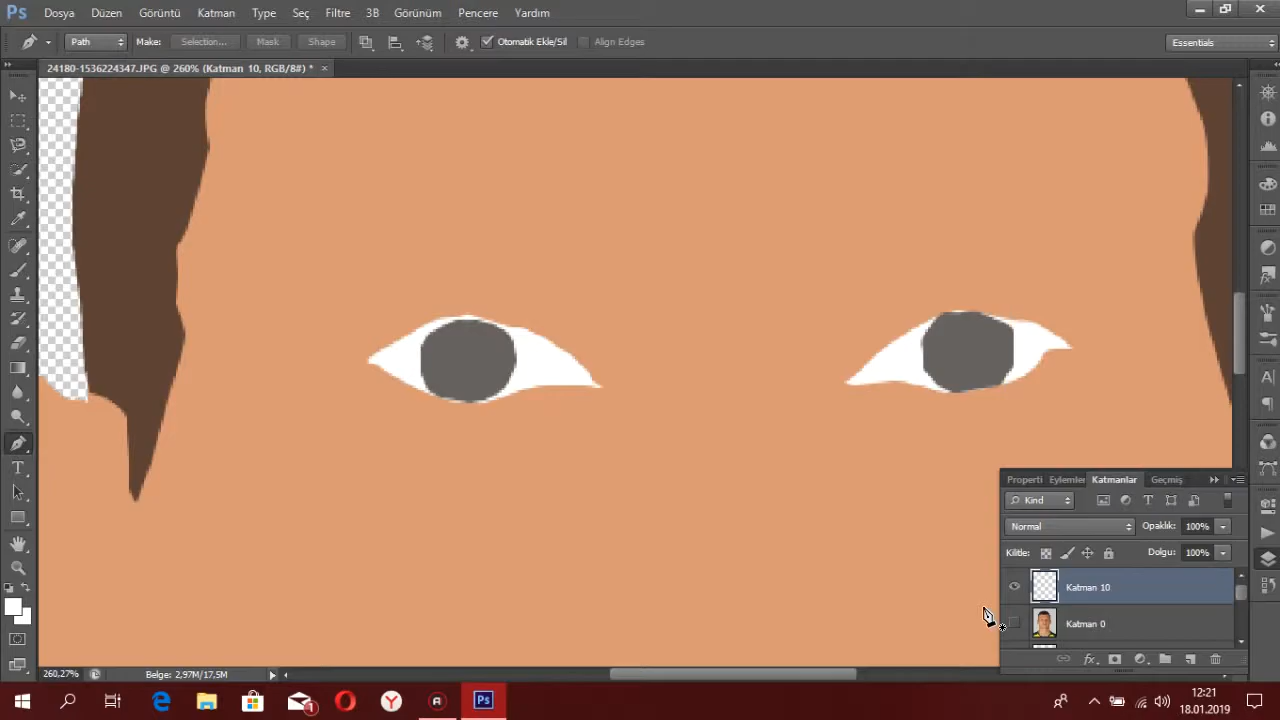 Ps Dosya Düzen Görüntü Katman Type Seç Filtre 3B Görünüm Pencere Yardım
Path Make: Selection... Mask Shape Otomatik Ekle/Sil Align Edges Essentials
24180-1536224347.JPG @ 260% (Katman 10, RGB/8#) *
Properti Eylemler Katmanlar Geçmiş
Kind
Normal Opaklık: 100%
Kilitle: Dolgu: 100%
Katman 10
Katman 0
260,27% Belge: 2,97M/17,5M
12:21
18.01.2019